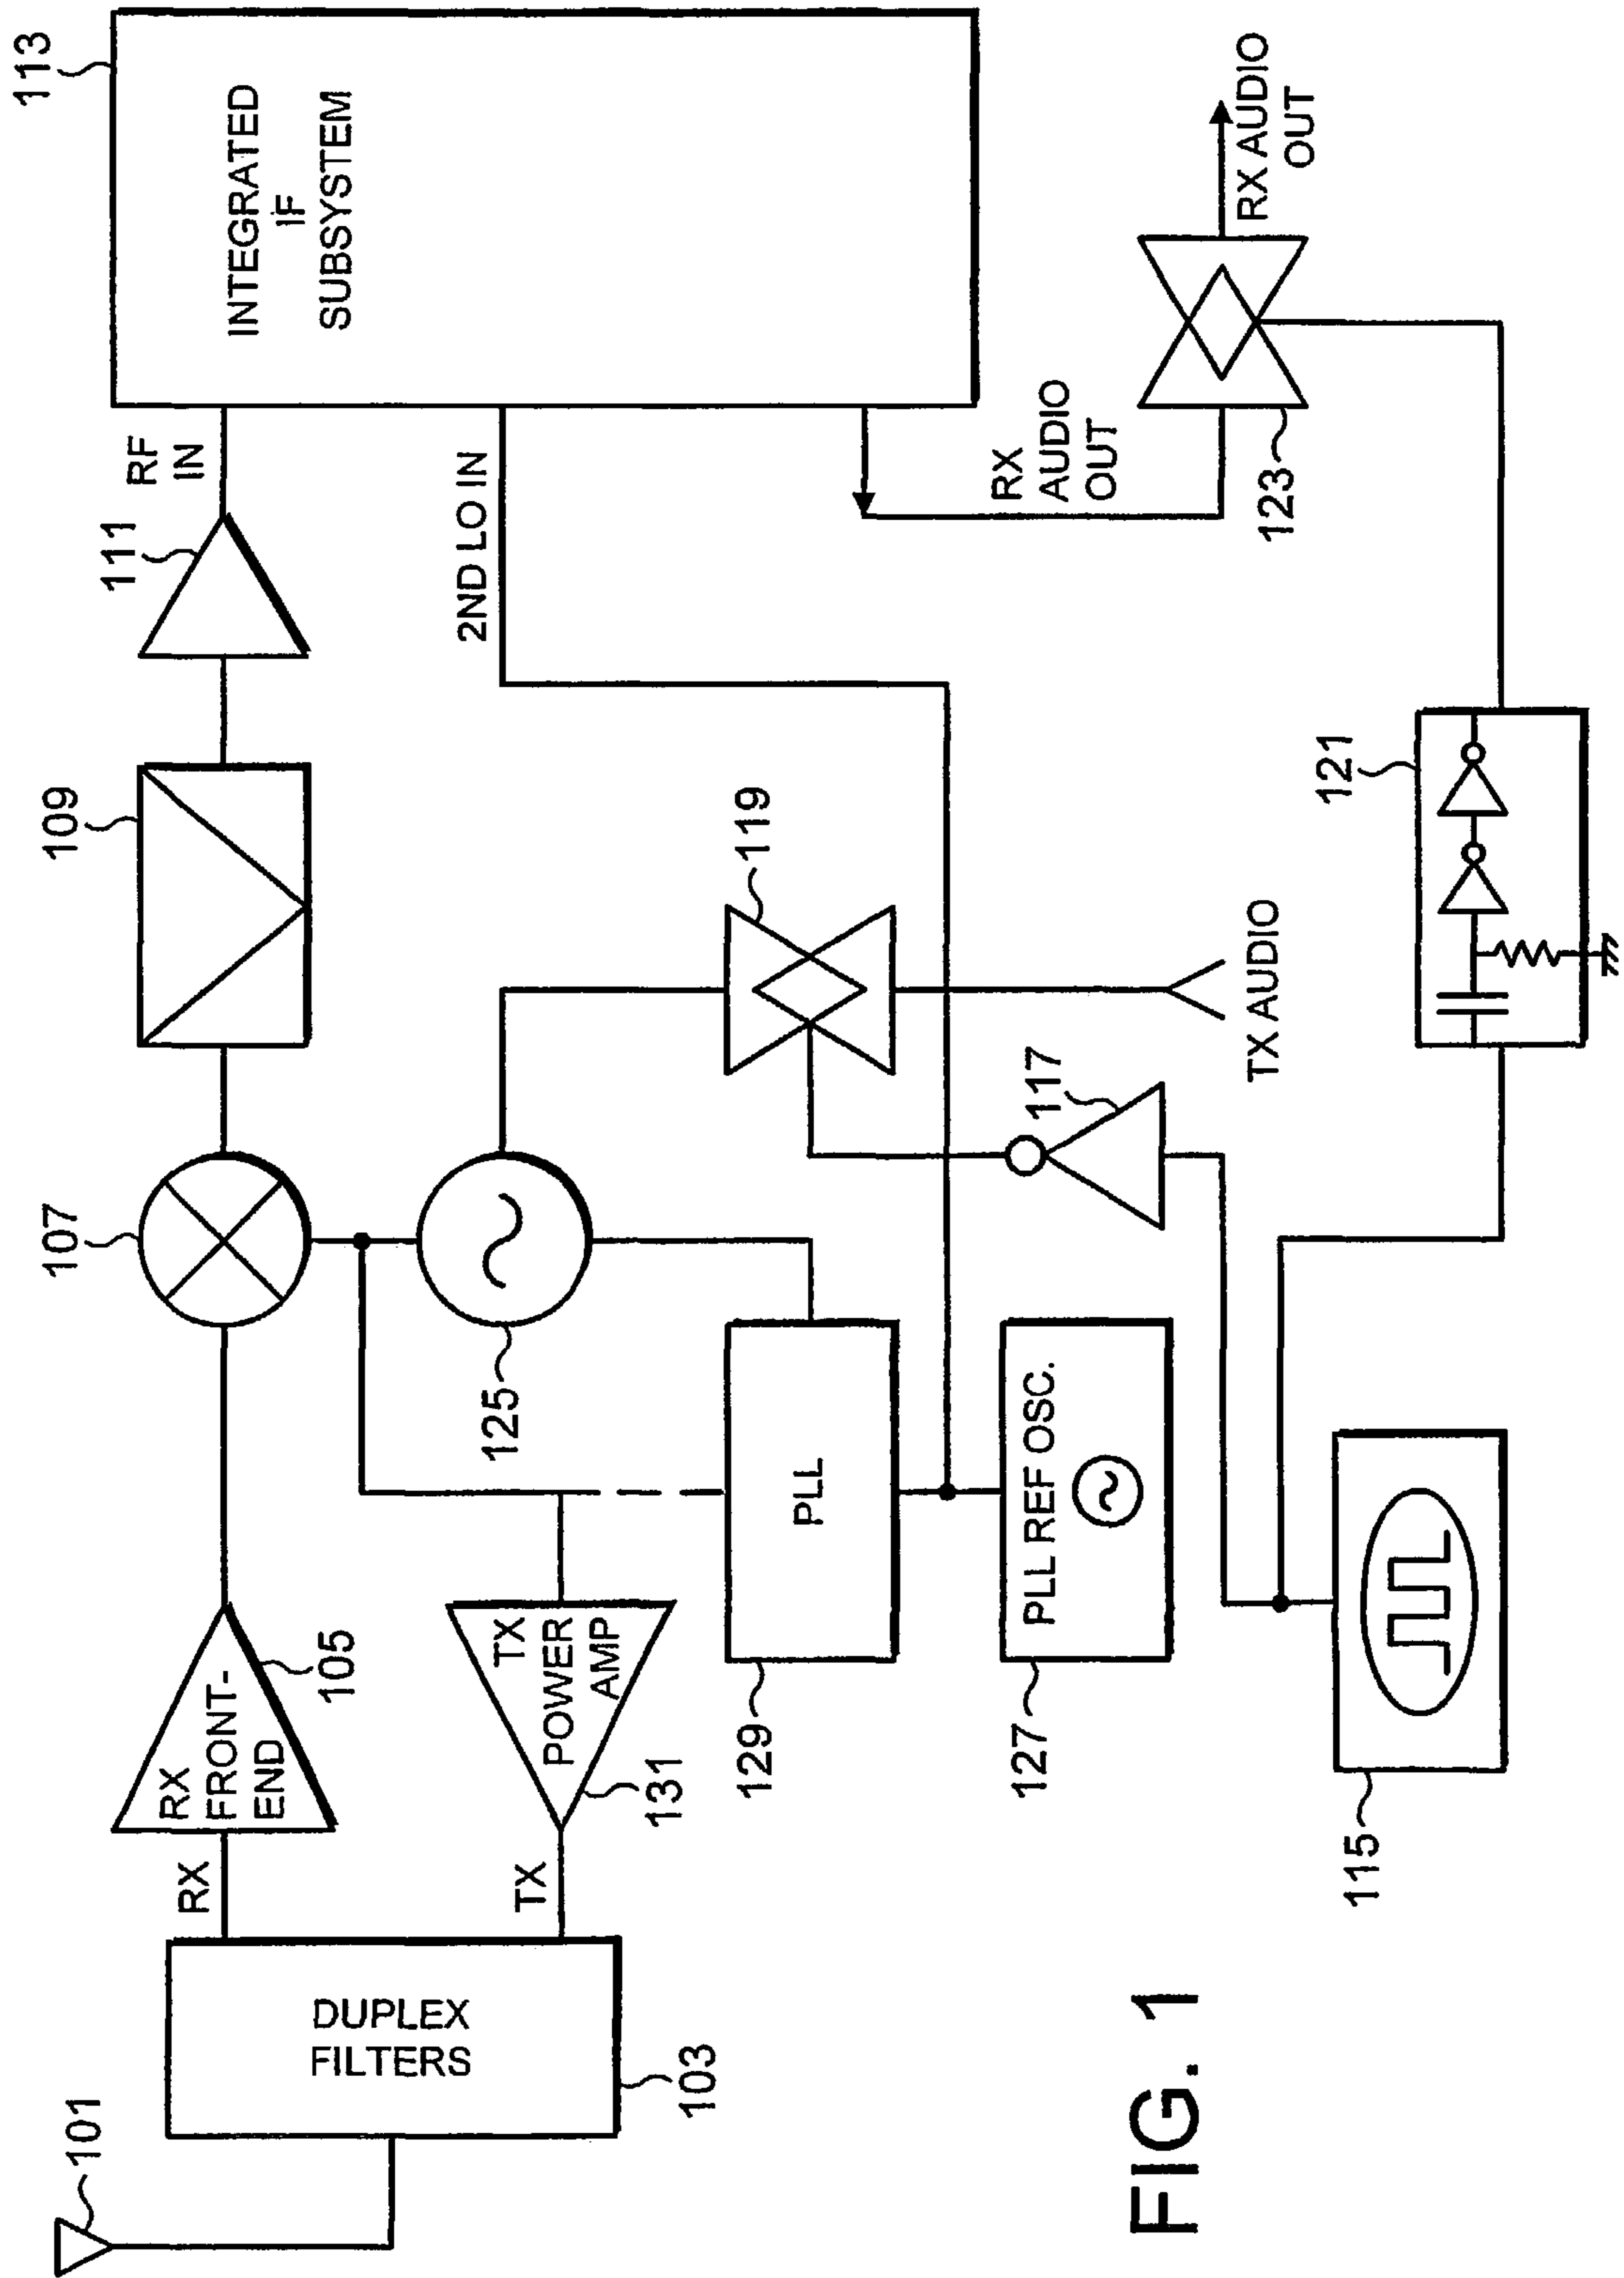 101
DUPLEX
FILTERS
103
RX
TX
RX
FRONT-
END
105
TX
POWER
AMP
131
107
125
PLL
129
PLL REF OSC.
127
115
109
119
117
TX AUDIO
111
RF
IN
2ND LO IN
113
INTEGRATED
IF
SUBSYSTEM
RX
AUDIO
OUT
123
RX AUDIO
OUT
121
FIG. 1